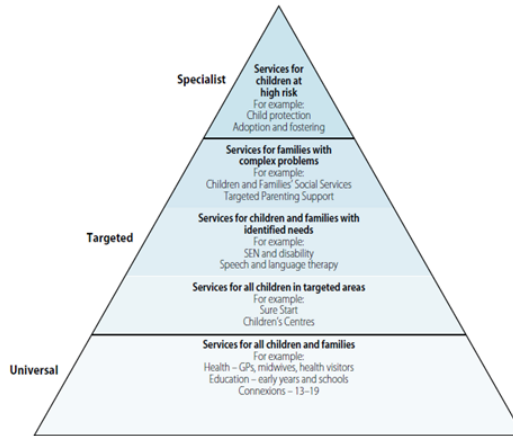 Specialist
Services for
children at
high risk
For example:
Child protection
Adoption and fostering
Services for families with
complex problems
For example:
Children and Families' Social Services
Targeted Parenting Support
Targeted
Services for children and families with
identified needs
For example:
SEN and disability
Speech and language therapy
Services for all children in targeted areas
For example:
Sure Start
Children's Centres
Universal
Services for all children and families
For example:
Health – GPs, midwives, health visitors
Education – early years and schools
Connexions – 13–19